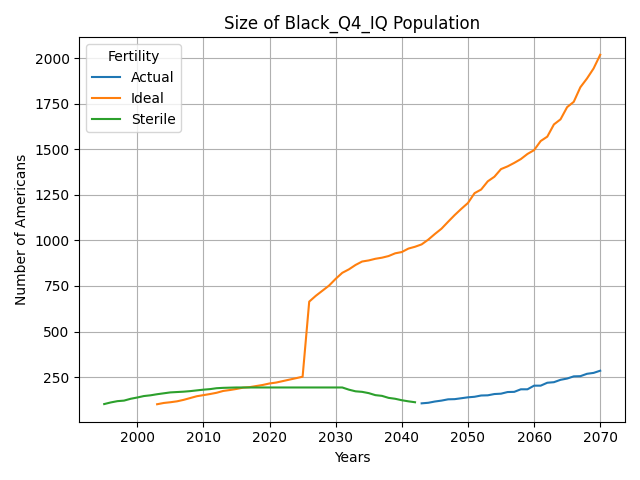 Size of Black_Q4_IQ Population
Fertility
Actual
Ideal
Sterile
Number of Americans
2000
1750
1500
1250
1000
750
500
250
2000 2010 2020 2030 2040 2050 2060 2070
Years